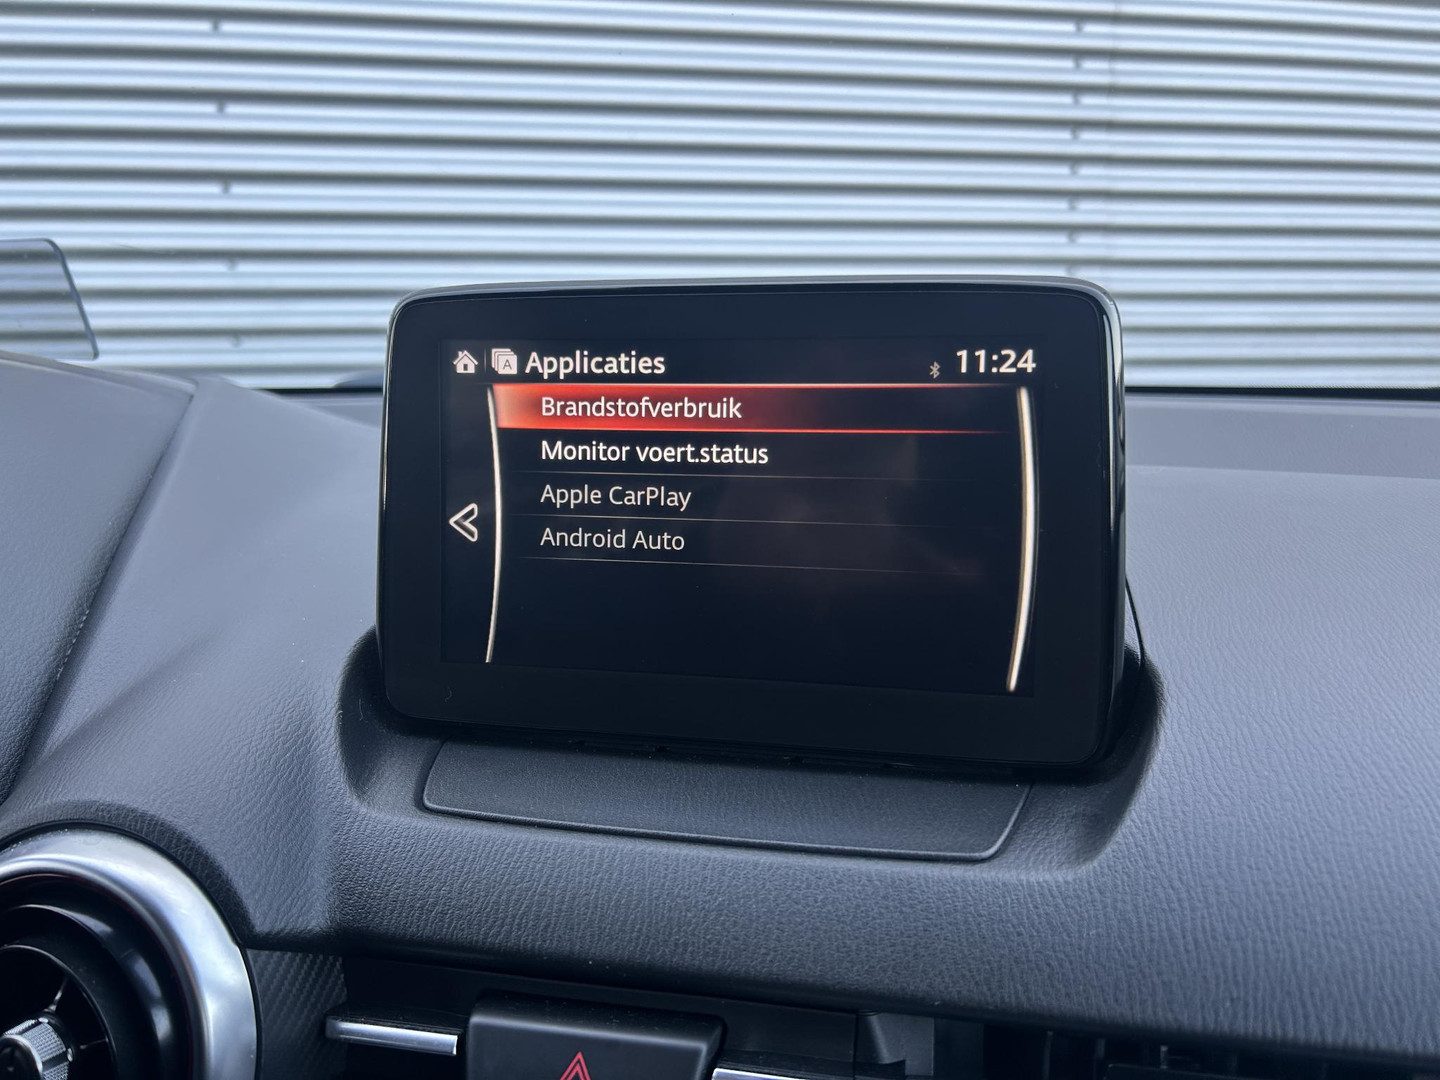 Applicaties
11:24
Brandstofverbruik
Monitor voert.status
Apple CarPlay
Android Auto